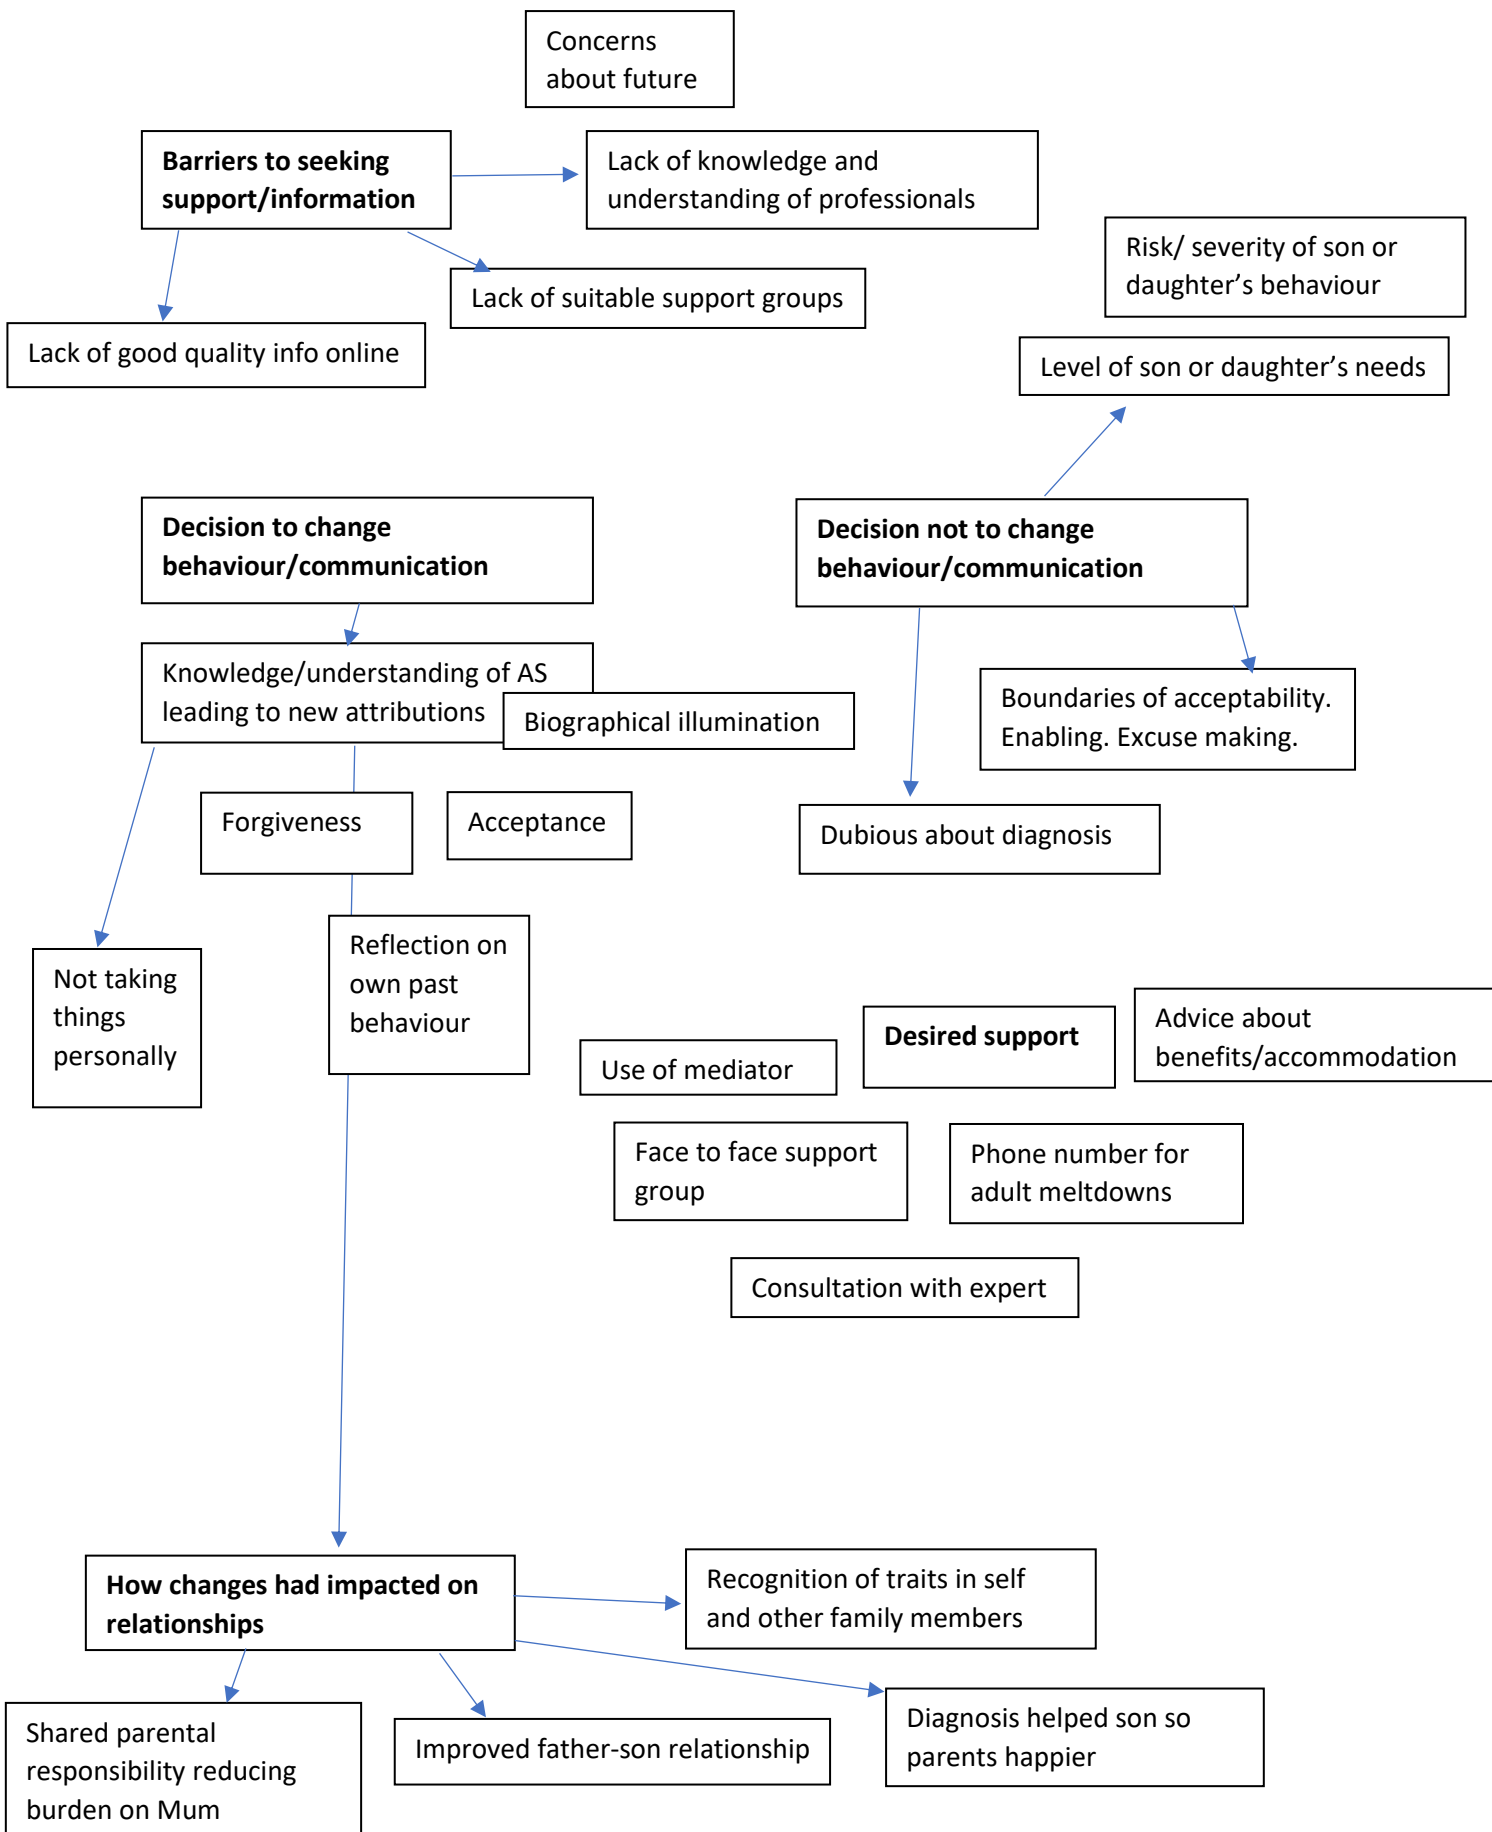 Concerns
about future
Barriers to seeking
support/information
Lack of knowledge and
understanding of professionals
Risk/ severity of son or
daughter’s behaviour
Lack of suitable support groups
Lack of good quality info online
Level of son or daughter’s needs
Decision to change
behaviour/communication
Decision not to change
behaviour/communication
Knowledge/understanding of AS
leading to new attributions
Biographical illumination
Boundaries of acceptability.
Enabling. Excuse making.
Forgiveness
Acceptance
Dubious about diagnosis
Not taking
things
personally
Reflection on
own past
behaviour
Desired support
Advice about
benefits/accommodation
Use of mediator
Face to face support
group
Phone number for
adult meltdowns
Consultation with expert
How changes had impacted on
relationships
Recognition of traits in self
and other family members
Shared parental
responsibility reducing
burden on Mum
Improved father-son relationship
Diagnosis helped son so
parents happier